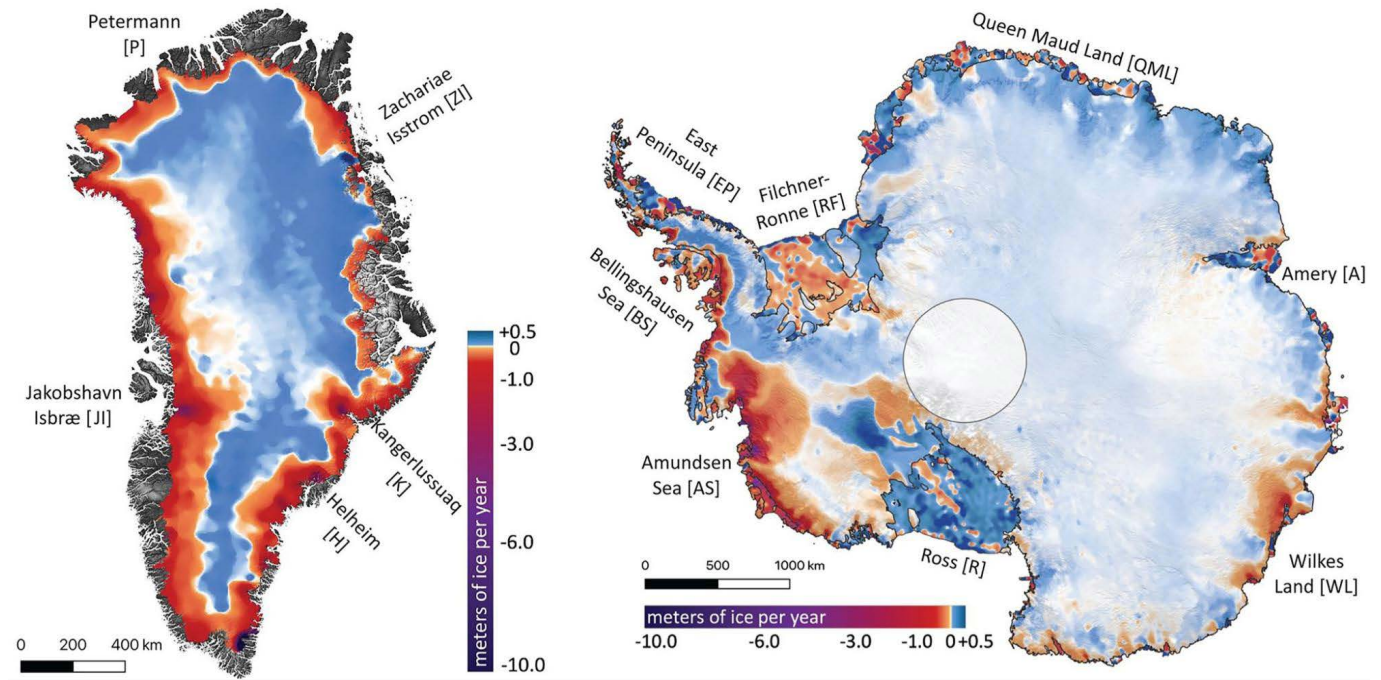 Petermann
[P]
Zachariae
Isstrom [ZI]
Jakobshavn
Isbræ [JI]
Kangerlussuaq
[K]
Helheim
[H]
+0.5
0
-1.0
-3.0
-6.0
-10.0
meters of ice per year
0 200 400 km
Queen Maud Land [QML]
East
Peninsula [EP]
Filchner-
Ronne [RF]
Bellingshausen
Sea [BS]
Amery [A]
Amundsen
Sea [AS]
Ross [R]
Wilkes
Land [WL]
0 500 1000 km
meters of ice per year
-10.0 -6.0 -3.0 -1.0 0 +0.5